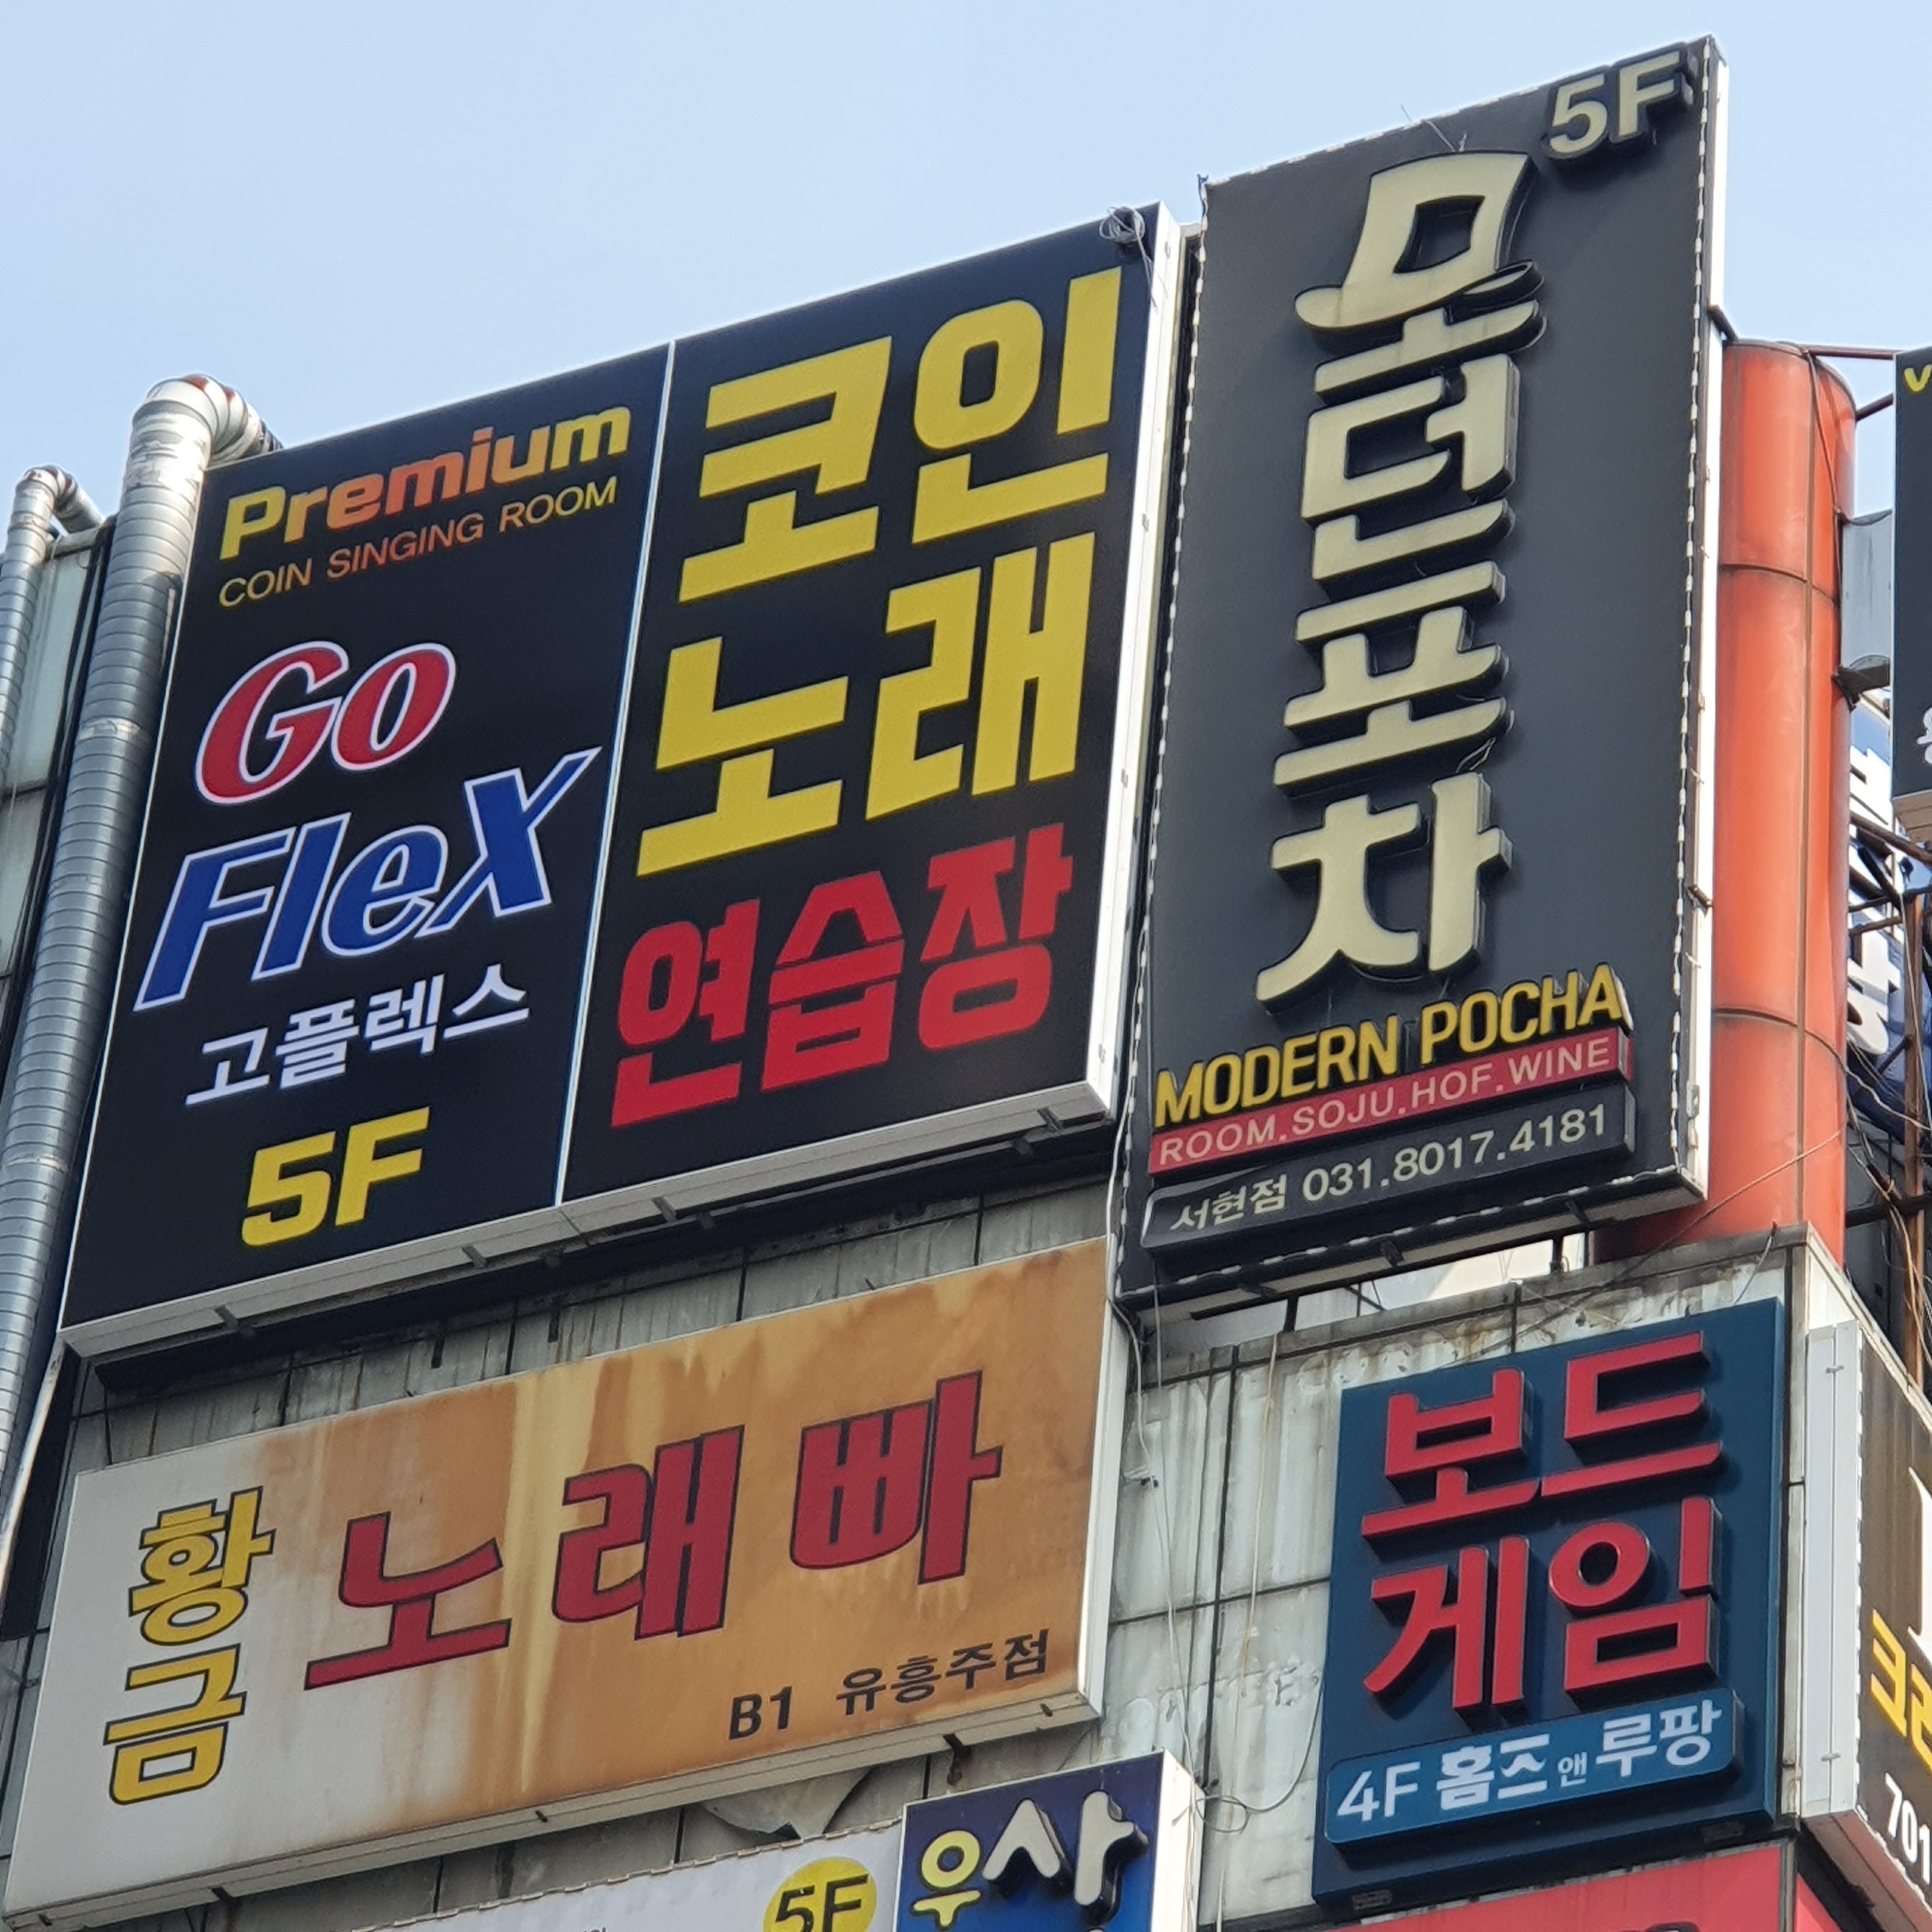 Premium
COIN SINGING ROOM
Go
FleX
고플렉스
5F
코인
노래
연습장
5F
모던포차
MODERN POCHA
ROOM.SOJU.HOF.WINE
서현점 031.8017.4181
황금
노래빠
B1 유흥주점
보드
게임
4F 홈즈앤루팡
5F
701